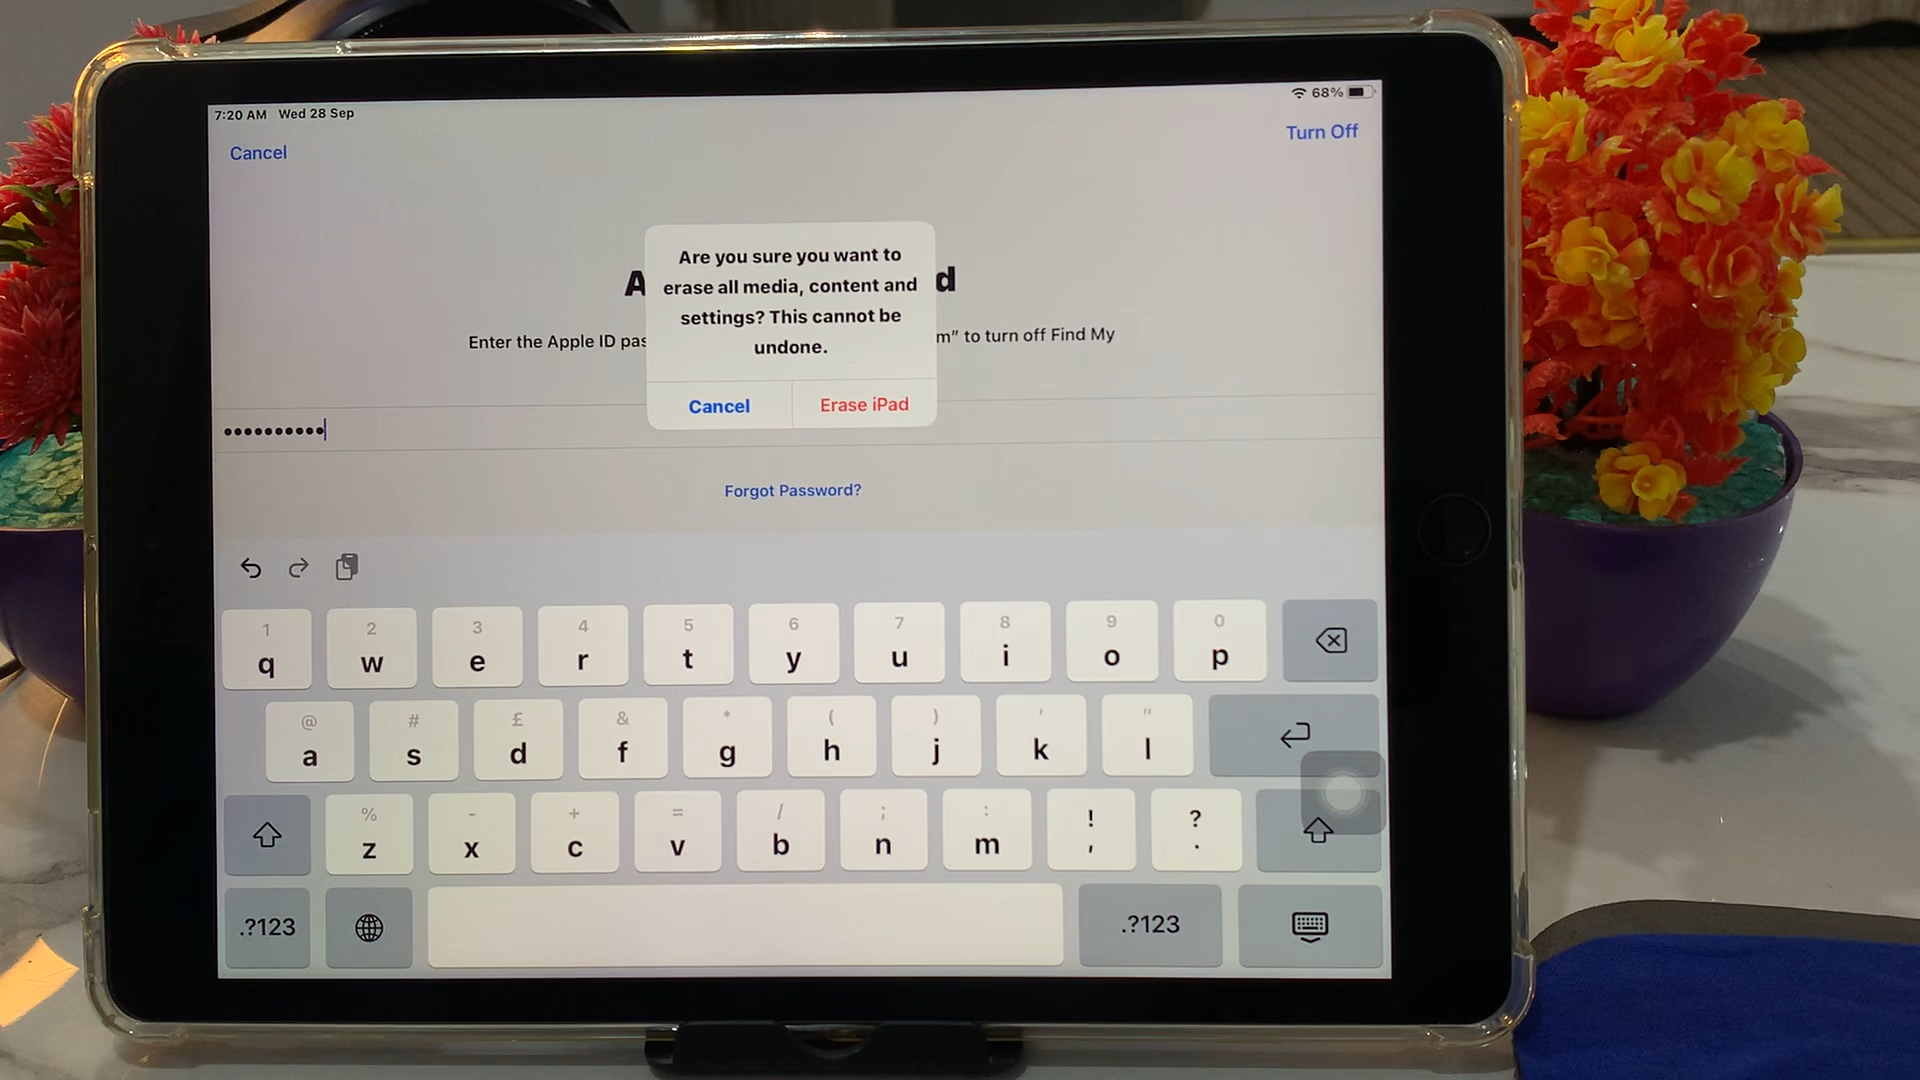 7:20 AM Wed 28 Sep
68%
Cancel
Turn Off
Are you sure you want to
erase all media, content and
settings? This cannot be
undone.
Cancel Erase iPad
A d
Enter the Apple ID pas m" to turn off Find My
••••••••••
Forgot Password?
1 2 3 4 5 6 7 8 9 0
q w e r t y u i o p
@ # £ & * ( ) ' "
a s d f g h j k l
% - + = / ; : ! ?
z x c v b n m , .
.?123 .?123